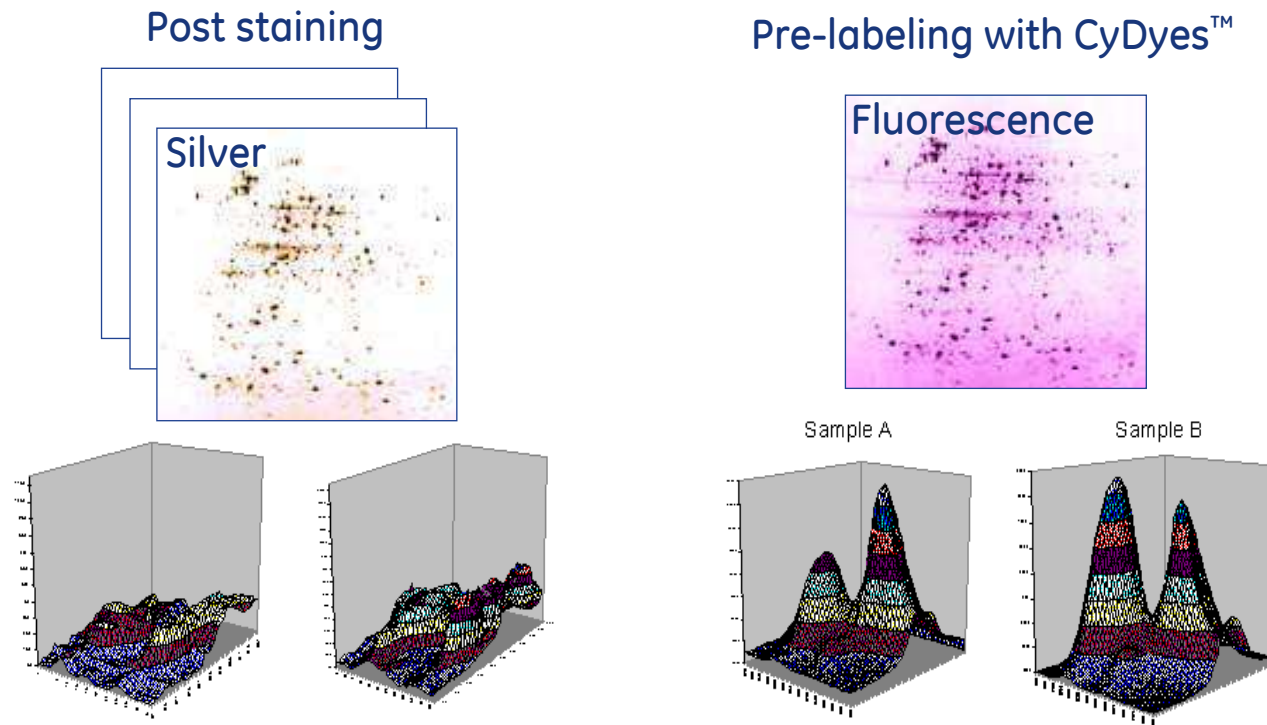 Post staining
Pre-labeling with CyDyes™
Silver
Fluorescence
Sample A
Sample B